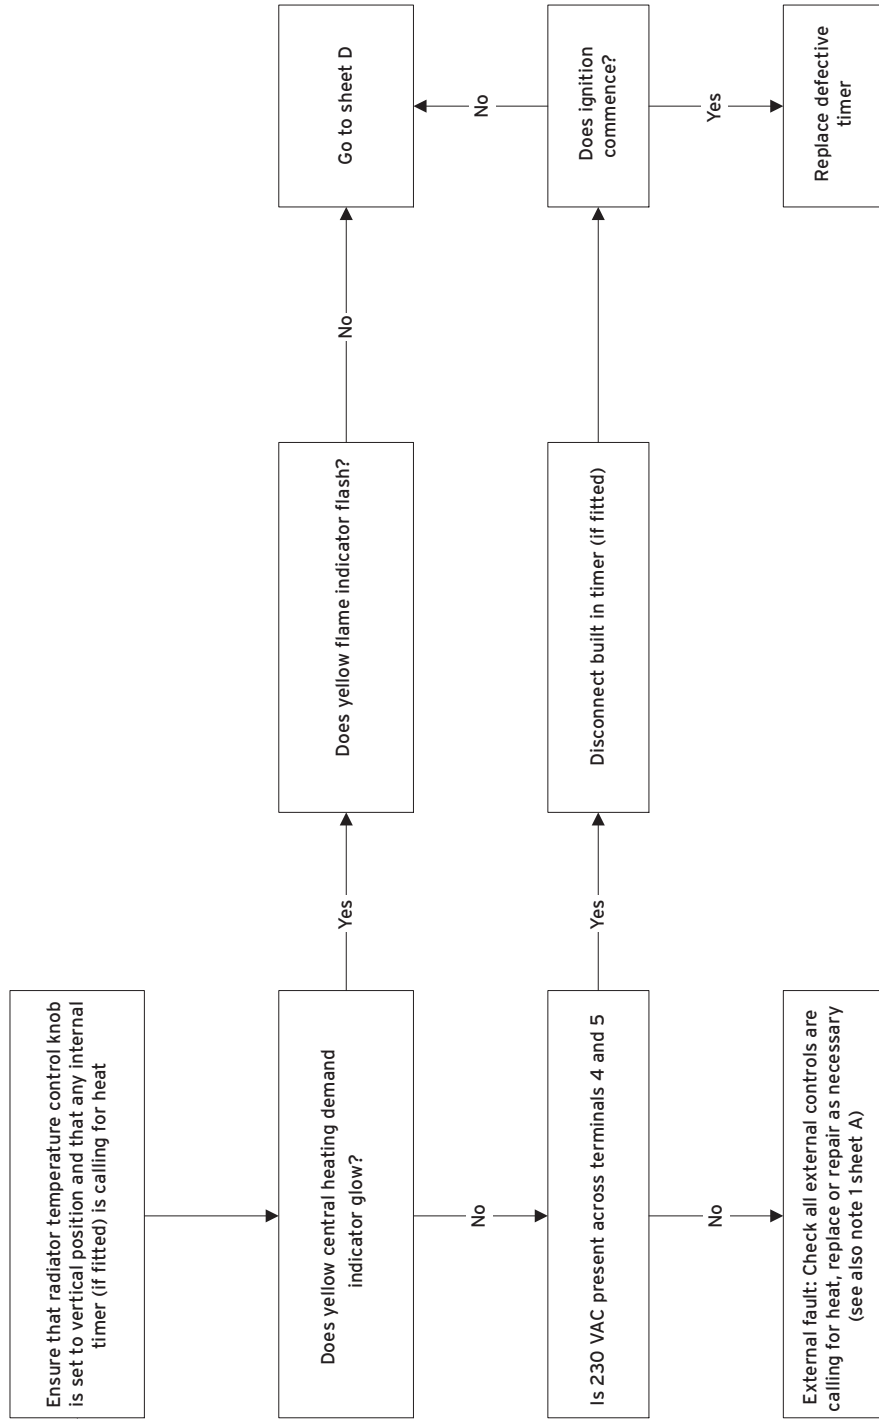 Ensure that radiator temperature control knob
is set to vertical position and that any internal
timer (if fitted) is calling for heat
Does yellow central heating demand
indicator glow?
Yes
Does yellow flame indicator flash?
No
Go to sheet D
No
Is 230 VAC present across terminals 4 and 5
Yes
Disconnect built in timer (if fitted)
Does ignition
commence?
No
Yes
No
External fault: Check all external controls are
calling for heat, replace or repair as necessary
(see also note 1 sheet A)
Replace defective
timer